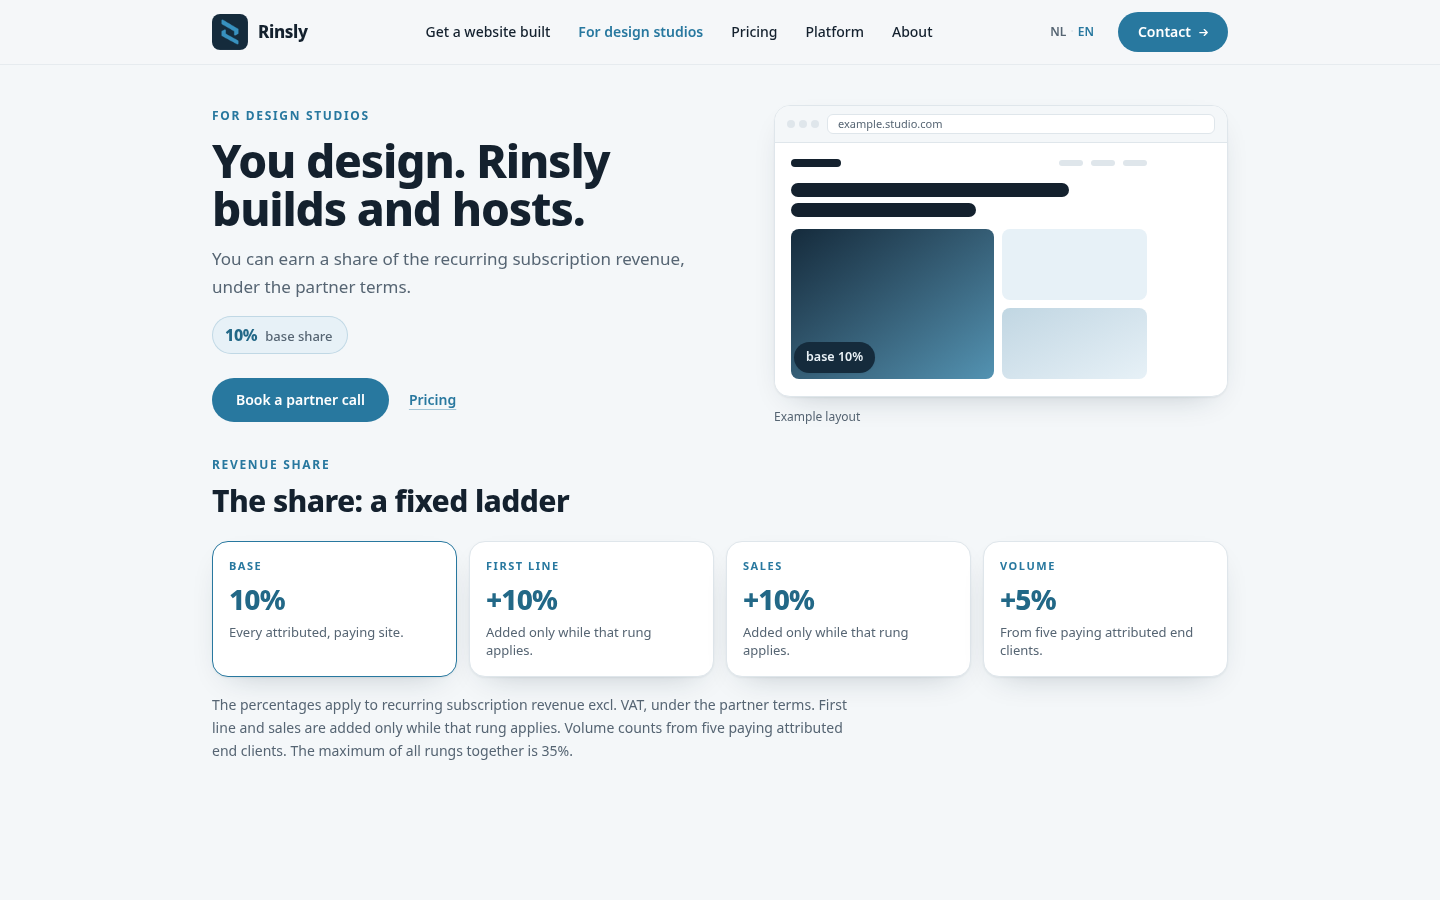 Rinsly
Get a website built
For design studios
Pricing
Platform
About
NL · EN
Contact →
FOR DESIGN STUDIOS
You design. Rinsly
builds and hosts.
You can earn a share of the recurring subscription revenue,
under the partner terms.
10% base share
Book a partner call
Pricing
example.studio.com
base 10%
Example layout
REVENUE SHARE
The share: a fixed ladder
BASE
10%
Every attributed, paying site.
FIRST LINE
+10%
Added only while that rung
applies.
SALES
+10%
Added only while that rung
applies.
VOLUME
+5%
From five paying attributed end
clients.
The percentages apply to recurring subscription revenue excl. VAT, under the partner terms. First
line and sales are added only while that rung applies. Volume counts from five paying attributed
end clients. The maximum of all rungs together is 35%.